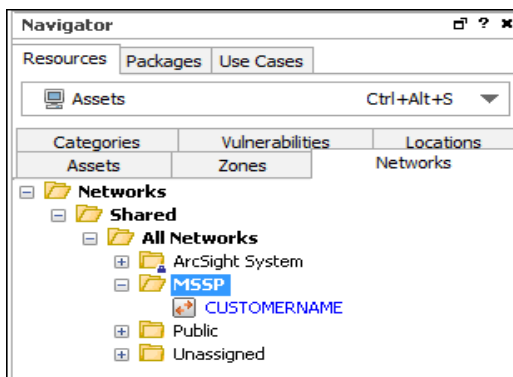 Navigator
Resources Packages Use Cases
Assets Ctrl+Alt+S
Categories Vulnerabilities Locations
Assets Zones Networks
Networks
Shared
All Networks
ArcSight System
MSSP
CUSTOMERNAME
Public
Unassigned